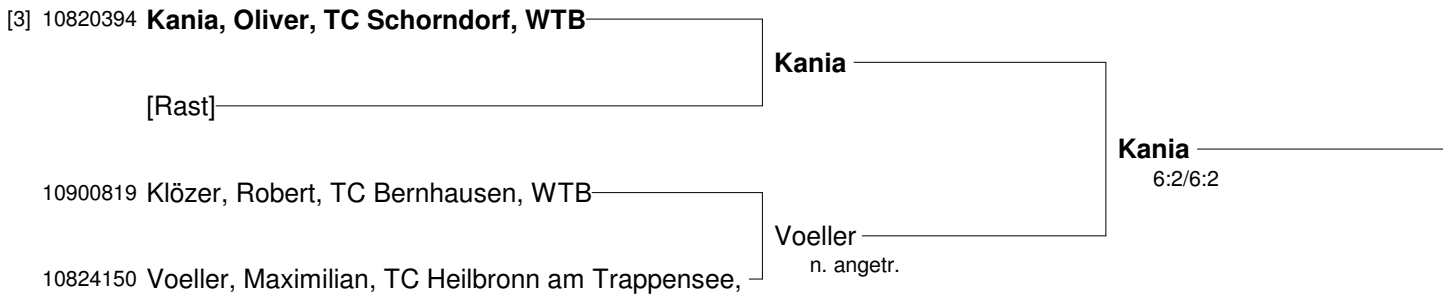 [3] 10820394 Kania, Oliver, TC Schorndorf, WTB
Kania
[Rast]
Kania
6:2/6:2
10900819 Klözer, Robert, TC Bernhausen, WTB
Voeller
n. angetr.
10824150 Voeller, Maximilian, TC Heilbronn am Trappensee,